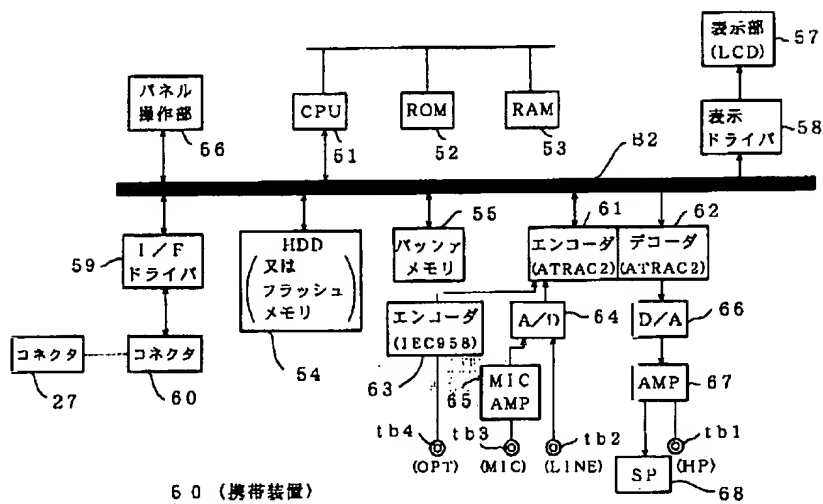 表示部
(LCD)
57
パネル
操作部
56
CPU
51
ROM
52
RAM
53
表示
ドライバ
58
B2
I/F
ドライバ
59
HDD
(又は
フラッシュ
メモリ)
54
バッファ
メモリ
55
61
エンコーダ
(ATRAC2)
62
デコーダ
(ATRAC2)
コネクタ
27
コネクタ
60
エンコーダ
(IEC958)
63
A/D
64
D/A
66
MIC
AMP
65
AMP
67
tb4
(OPT)
tb3
(MIC)
tb2
(LINE)
tb1
(HP)
SP
68
60 (携帯装置)